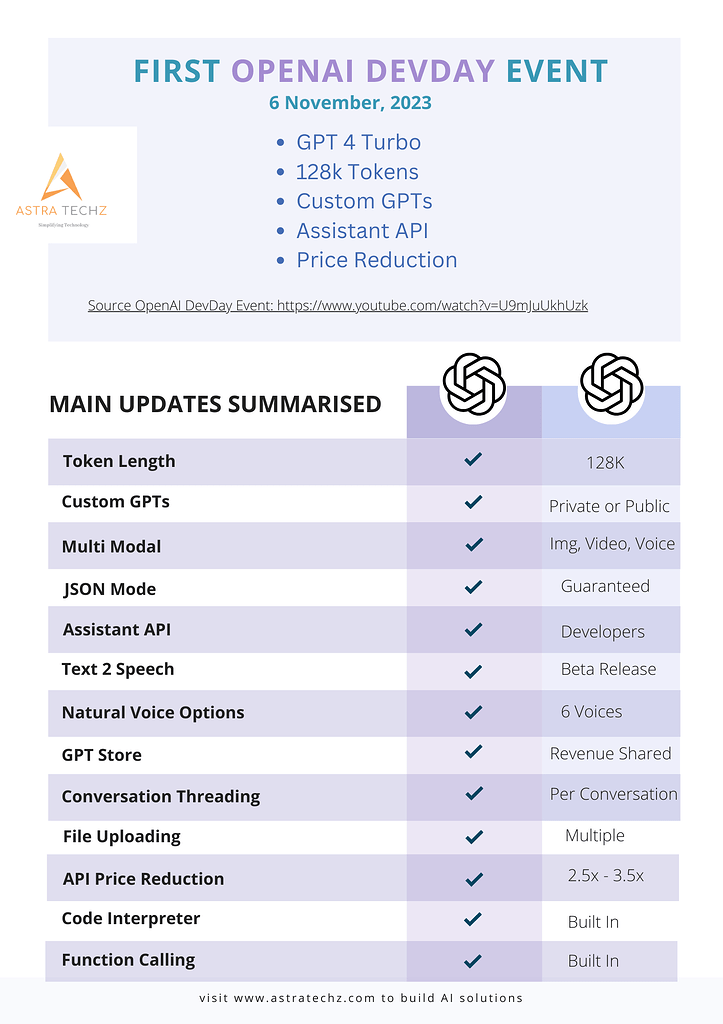 FIRST OPENAI DEVDAY EVENT
6 November, 2023
• GPT 4 Turbo
• 128k Tokens
• Custom GPTs
• Assistant API
• Price Reduction
ASTRA TECHZ
Simplifying Technology
Source OpenAI DevDay Event: https://www.youtube.com/watch?v=U9mJuUkhUzk
MAIN UPDATES SUMMARISED
Token Length ✓ 128K
Custom GPTs ✓ Private or Public
Multi Modal ✓ Img, Video, Voice
JSON Mode ✓ Guaranteed
Assistant API ✓ Developers
Text 2 Speech ✓ Beta Release
Natural Voice Options ✓ 6 Voices
GPT Store ✓ Revenue Shared
Conversation Threading ✓ Per Conversation
File Uploading ✓ Multiple
API Price Reduction ✓ 2.5x - 3.5x
Code Interpreter ✓ Built In
Function Calling ✓ Built In
visit www.astratechz.com to build AI solutions